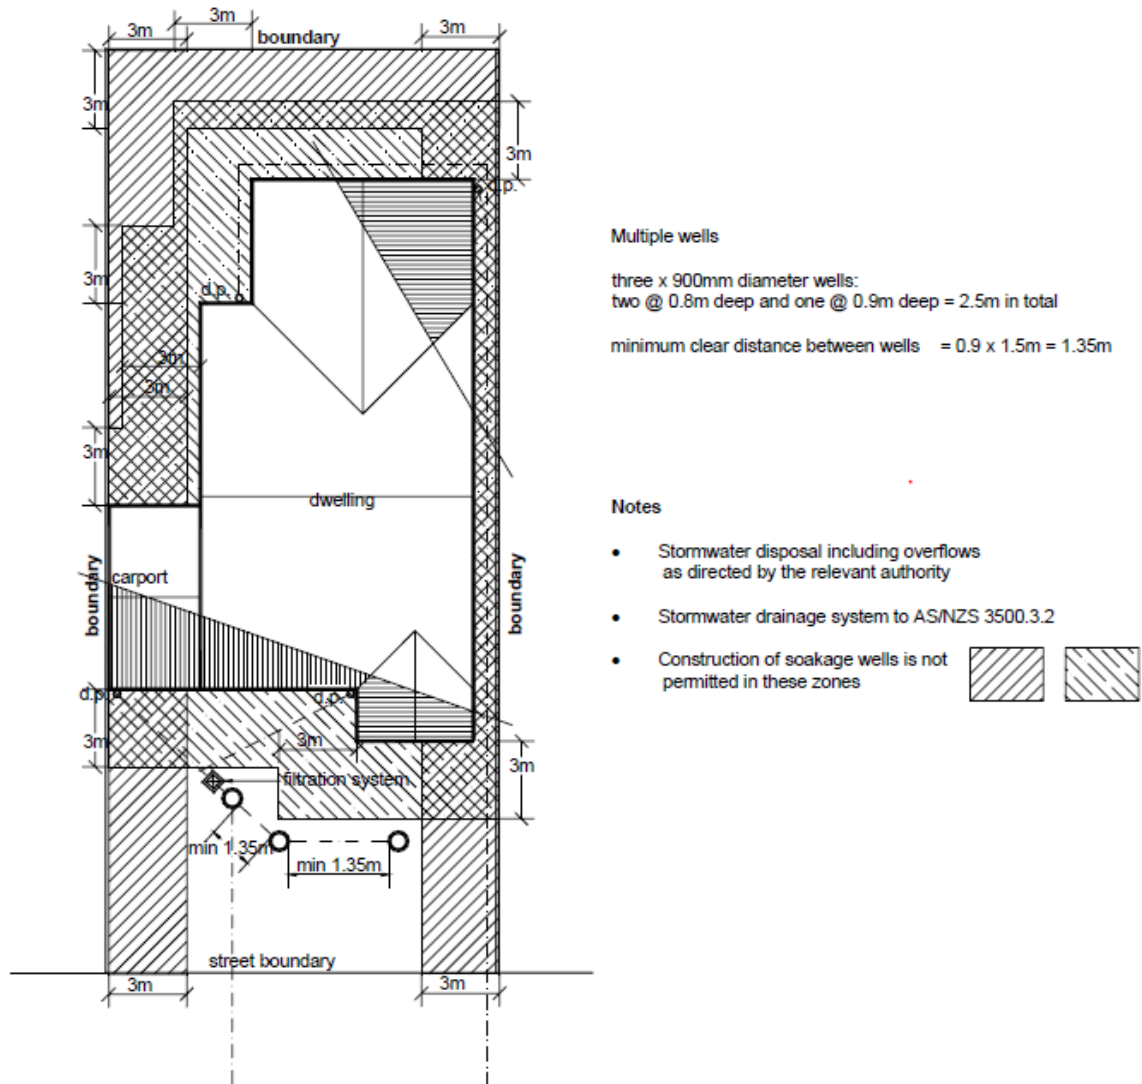 3m
3m
3m
boundary
3m
3m
d.p.
3m
d.p.
3m
3m
3m
dwelling
boundary
boundary
carport
d.p.
d.p.
3m
3m
3m
filtration system
min 1.35m
min 1.35m
street boundary
3m
3m
Multiple wells
three x 900mm diameter wells:
two @ 0.8m deep and one @ 0.9m deep = 2.5m in total
minimum clear distance between wells = 0.9 x 1.5m = 1.35m
Notes
• Stormwater disposal including overflows
as directed by the relevant authority
• Stormwater drainage system to AS/NZS 3500.3.2
• Construction of soakage wells is not
permitted in these zones